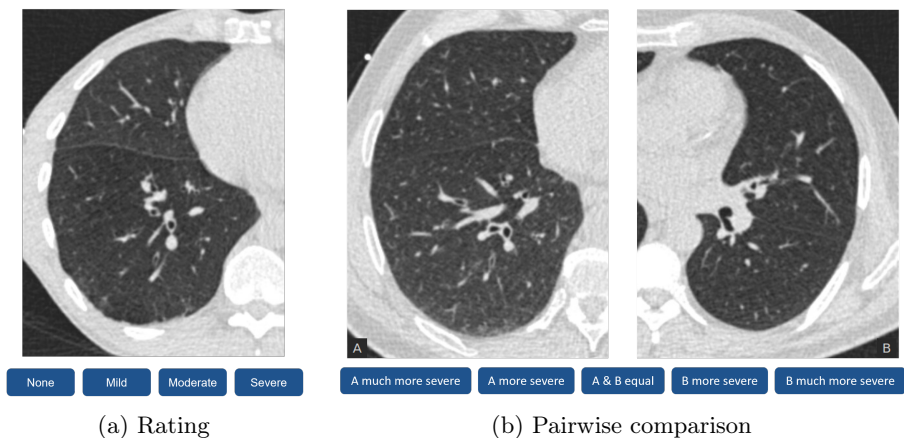 A
B
None
Mild
Moderate
Severe
A much more severe
A more severe
A & B equal
B more severe
B much more severe
(a) Rating
(b) Pairwise comparison